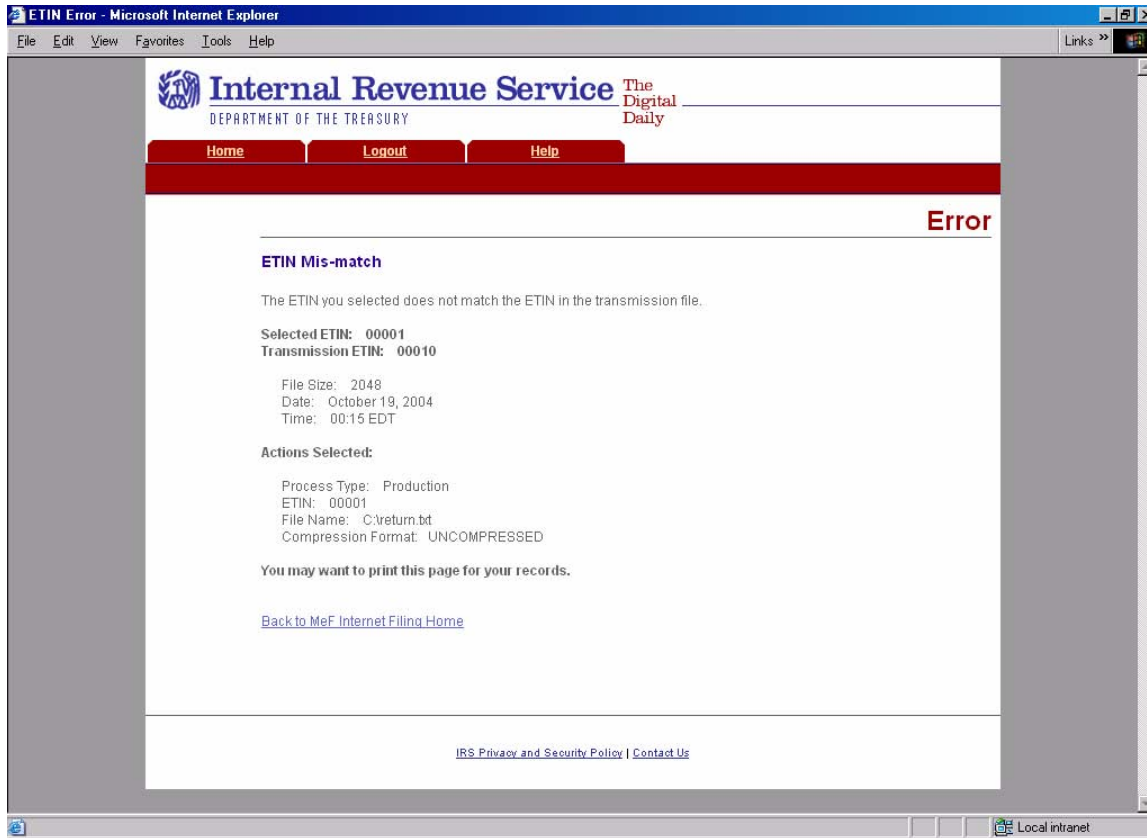 ETIN Error - Microsoft Internet Explorer
File Edit View Favorites Tools Help Links »
Internal Revenue Service The Digital Daily
DEPARTMENT OF THE TREASURY
Home Logout Help
Error
ETIN Mis-match
The ETIN you selected does not match the ETIN in the transmission file.
Selected ETIN: 00001
Transmission ETIN: 00010
File Size: 2048
Date: October 19, 2004
Time: 00:15 EDT
Actions Selected:
Process Type: Production
ETIN: 00001
File Name: C:\return.txt
Compression Format: UNCOMPRESSED
You may want to print this page for your records.
Back to MeF Internet Filing Home
IRS Privacy and Security Policy | Contact Us
Local intranet